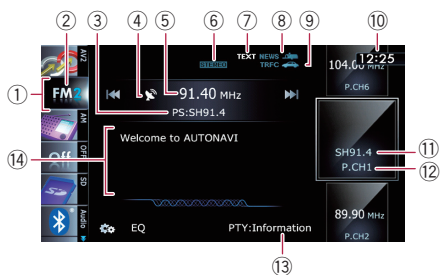 ① ② ③ ④ ⑤ ⑥ ⑦ ⑧ ⑨ ⑩
STEREO TEXT NEWS
TRFC
12:25
104.00 MHz
P.CH6
AV2
FM2
AM
OFF
Off
SD
Audio
91.40 MHz
PS:SH91.4
Welcome to AUTONAVI
SH91.4
P.CH1
⑪
⑫
⑭
89.90 MHz
P.CH2
EQ
PTY:Information
⑬